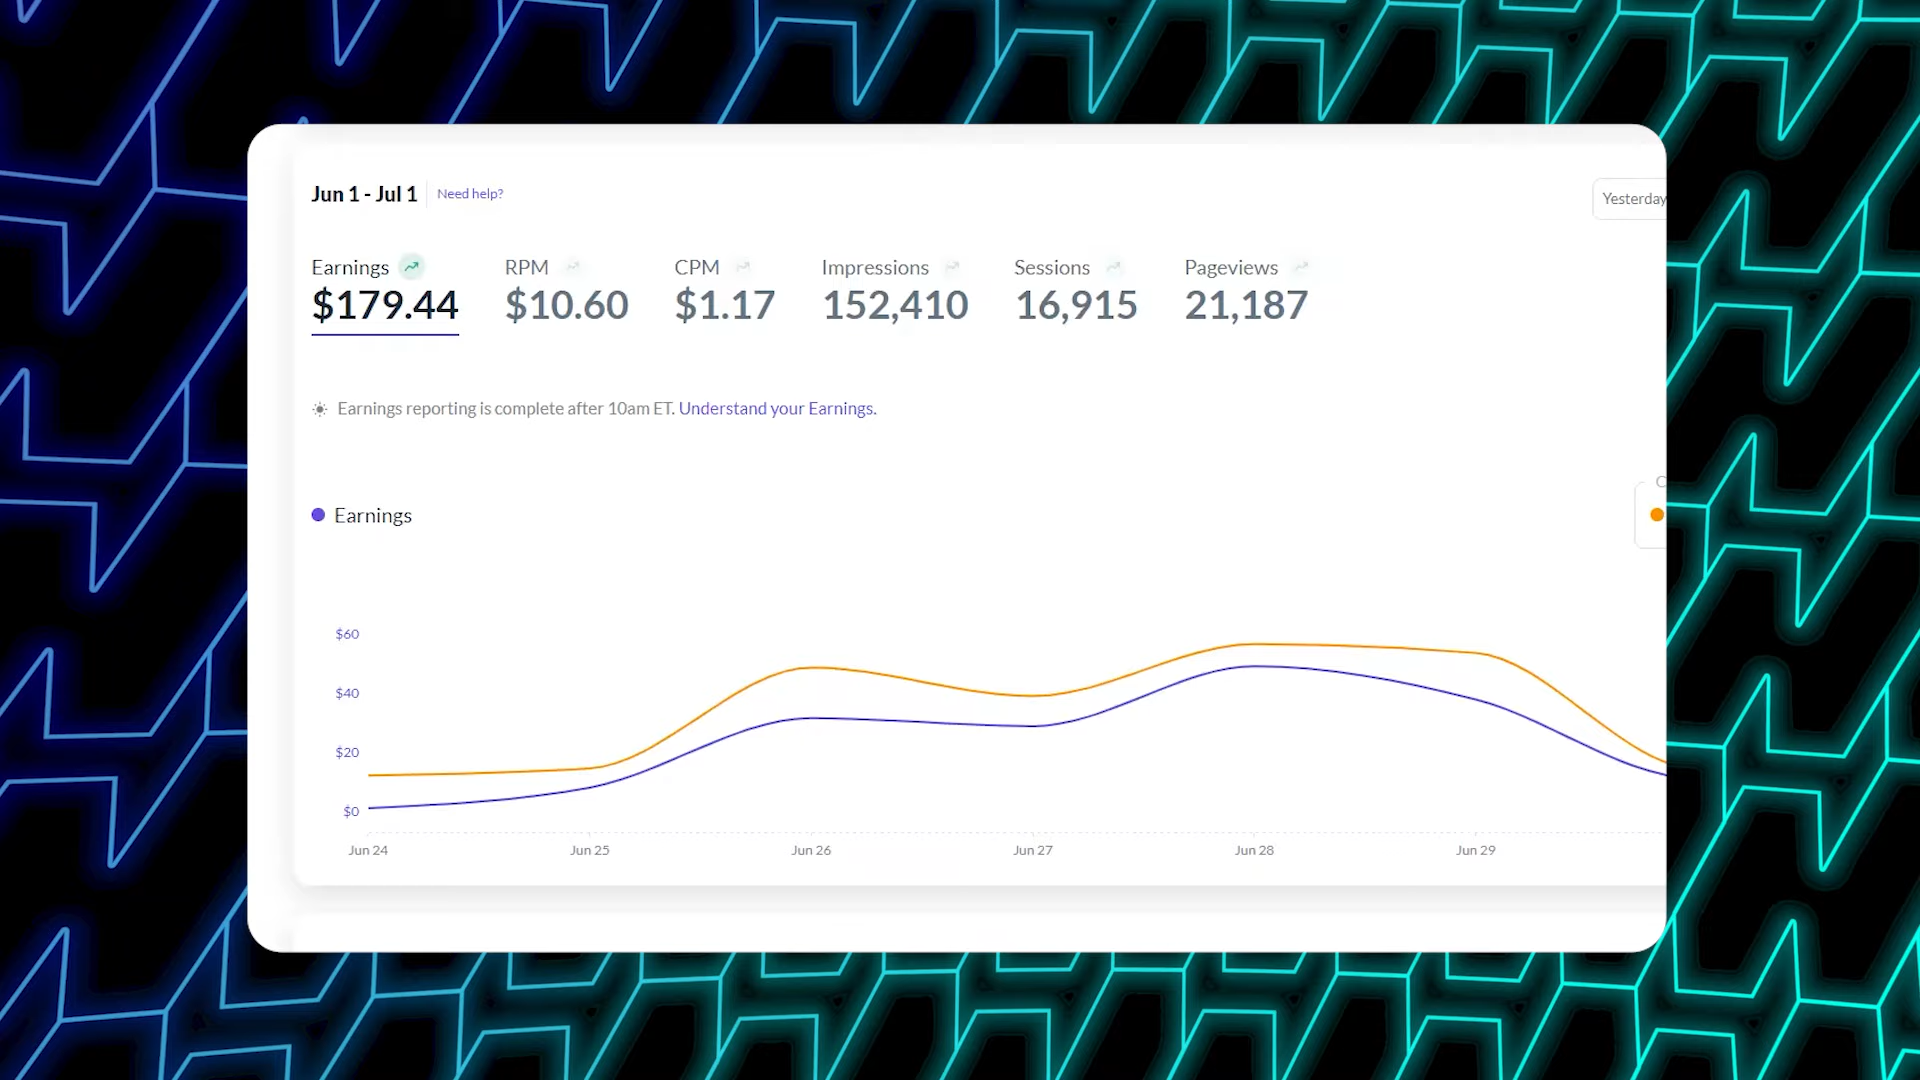 Jun 1 - Jul 1 Need help?
Yesterday
Earnings RPM CPM Impressions Sessions Pageviews
$179.44 $10.60 $1.17 152,410 16,915 21,187
Earnings reporting is complete after 10am ET. Understand your Earnings.
Earnings
$60
$40
$20
$0
Jun 24 Jun 25 Jun 26 Jun 27 Jun 28 Jun 29